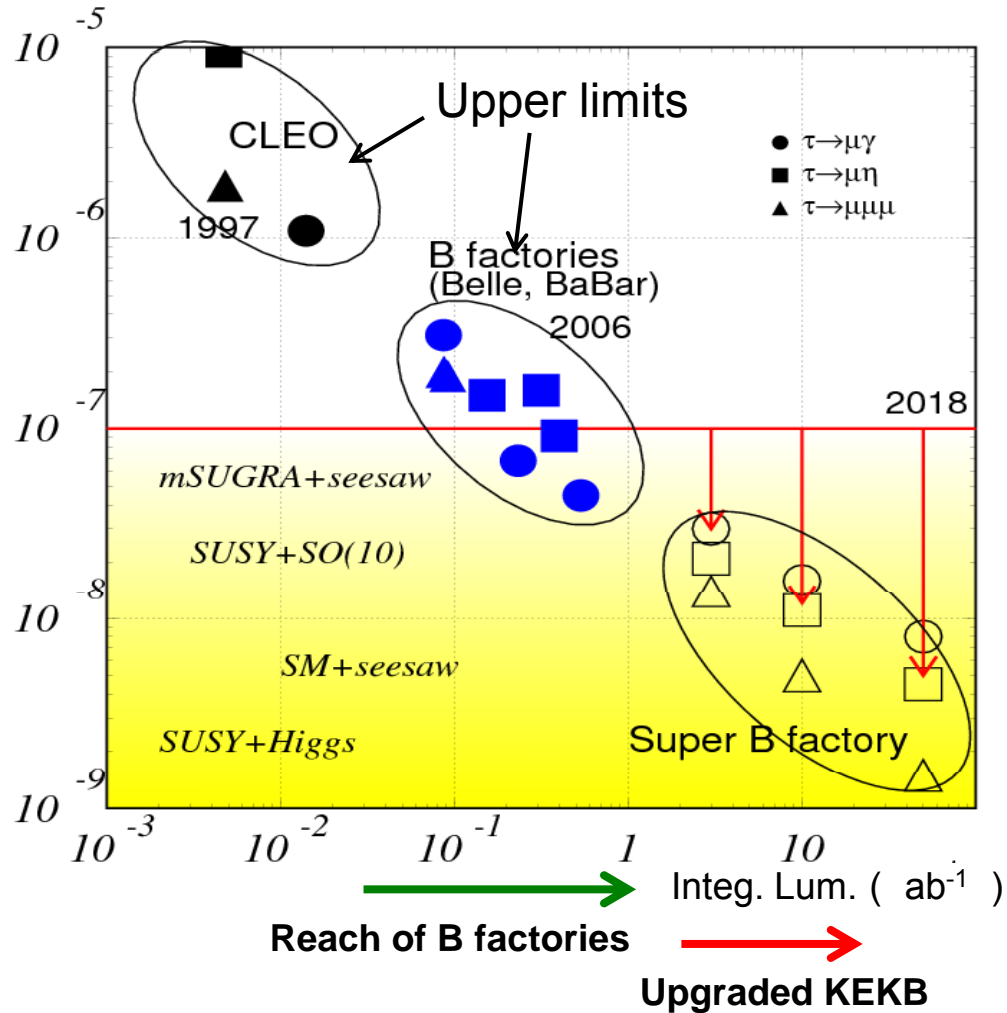 10 -5
Upper limits
CLEO
τ→μγ
τ→μη
τ→μμμ
1997
10 -6
B factories
(Belle, BaBar)
2006
10 -7
2018
mSUGRA+seesaw
SUSY+SO(10)
10 -8
SM+seesaw
SUSY+Higgs
Super B factory
10 -9
10 -3 10 -2 10 -1 1 10
Integ. Lum. ( ab-1 )
Reach of B factories
Upgraded KEKB